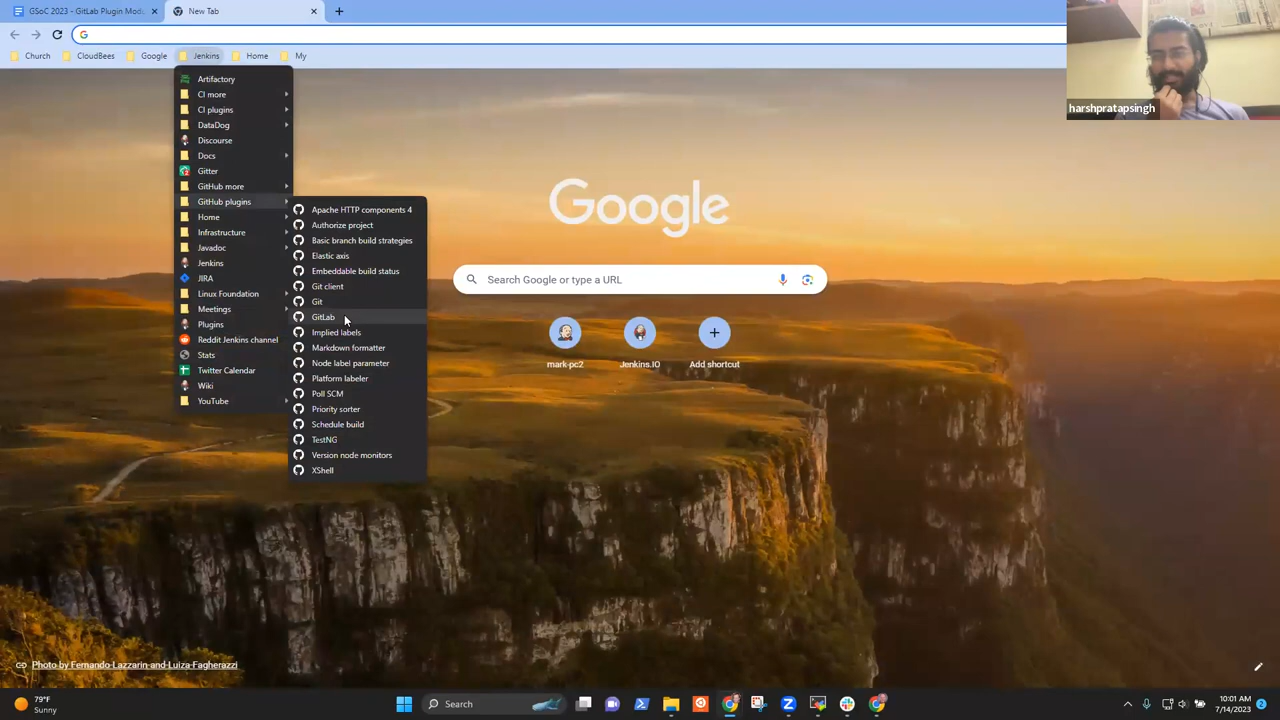 GSoC 2023 - GitLab Plugin Modu
New Tab
Church
CloudBees
Google
Jenkins
Home
My
harshpratapsingh
Artifactory
CI more
CI plugins
DataDog
Discourse
Docs
Gitter
GitHub more
GitHub plugins
Home
Infrastructure
Javadoc
Jenkins
JIRA
Linux Foundation
Meetings
Plugins
Reddit Jenkins channel
Stats
Twitter Calendar
Wiki
YouTube
Apache HTTP components 4
Authorize project
Basic branch build strategies
Elastic axis
Embeddable build status
Git client
Git
GitLab
Implied labels
Markdown formatter
Node label parameter
Platform labeler
Poll SCM
Priority sorter
Schedule build
TestNG
Version node monitors
XShell
Google
Search Google or type a URL
mark-pc2
Jenkins.IO
Add shortcut
Photo by Fernando Lazzarin and Luiza Fagherazzi
79°F
Sunny
Search
10:01 AM
7/14/2023